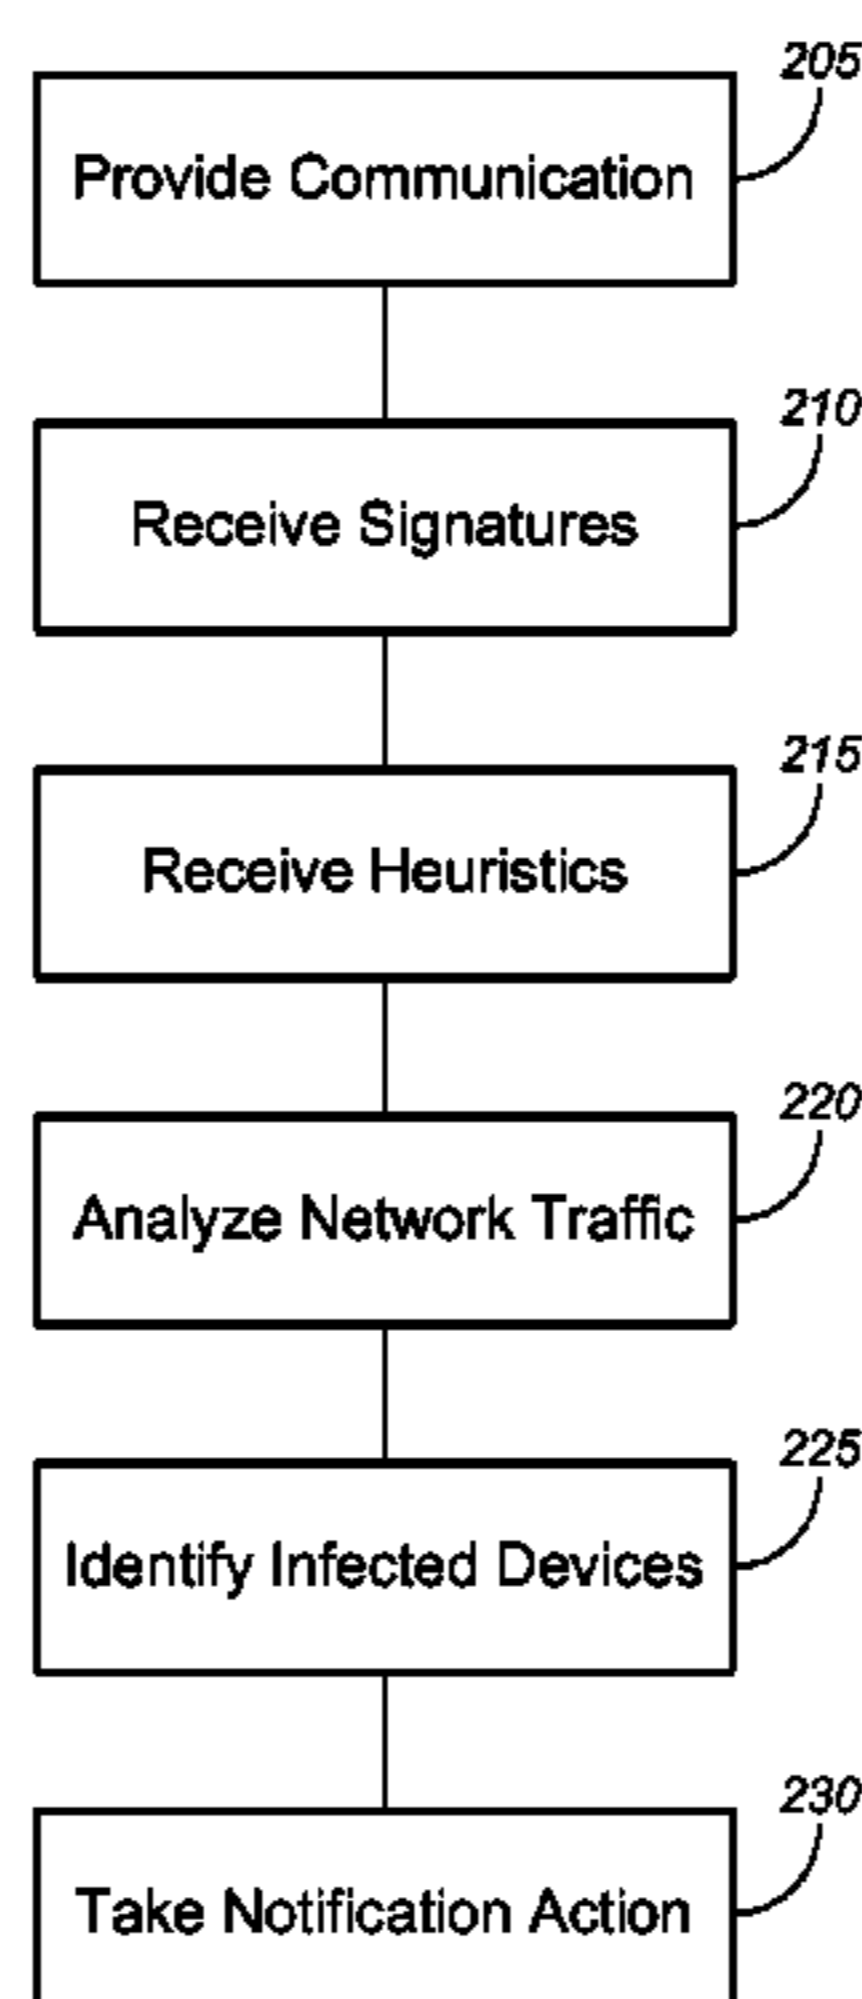 205
Provide Communication
210
Receive Signatures
215
Receive Heuristics
220
Analyze Network Traffic
225
Identify Infected Devices
230
Take Notification Action